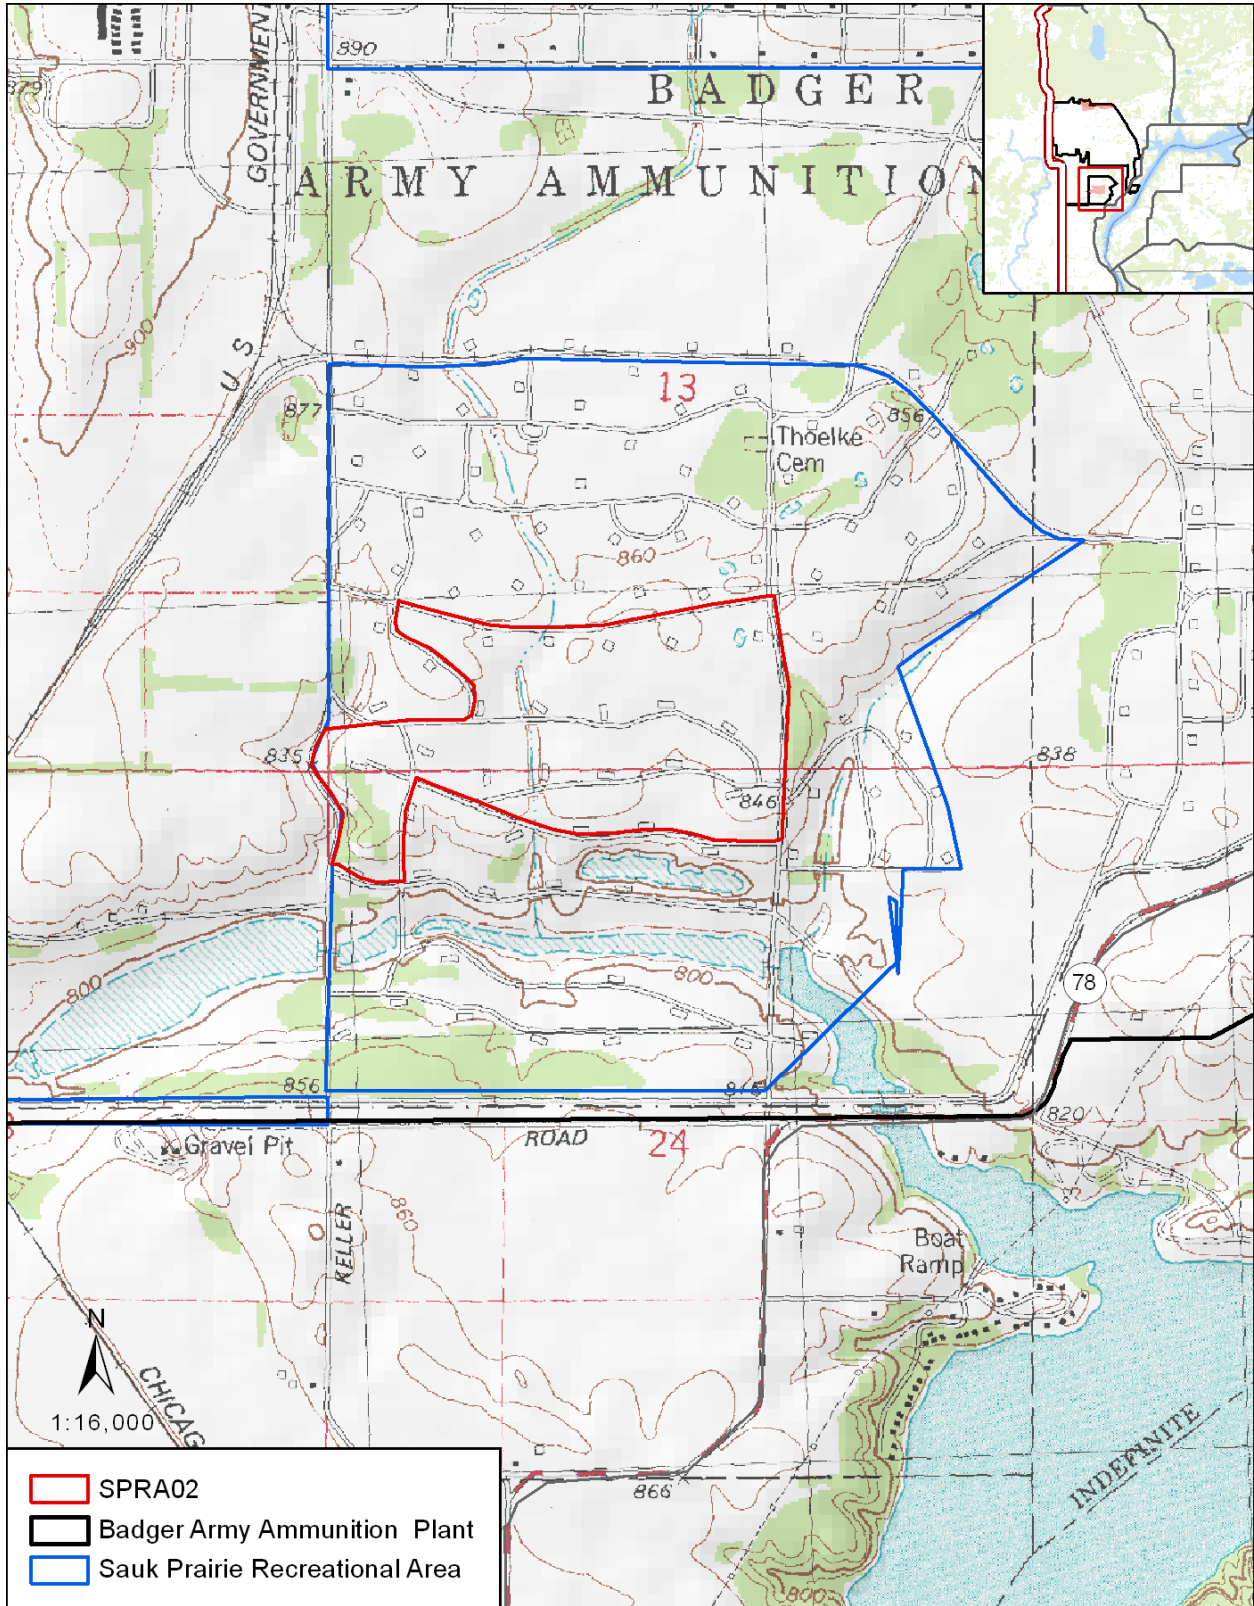 890
GOVERNMENT
BADGER
ARMY AMMUNITION
900
U S
13
877
856
Thoelke
Cem
860
835
838
846
78
800
800
856
820
ROAD
24
Gravel Pit
KELLER
860
Boat
Ramp
N
CHICAG
1:16,000
866
INDEFINITE
800
SPRA02
Badger Army Ammunition Plant
Sauk Prairie Recreational Area